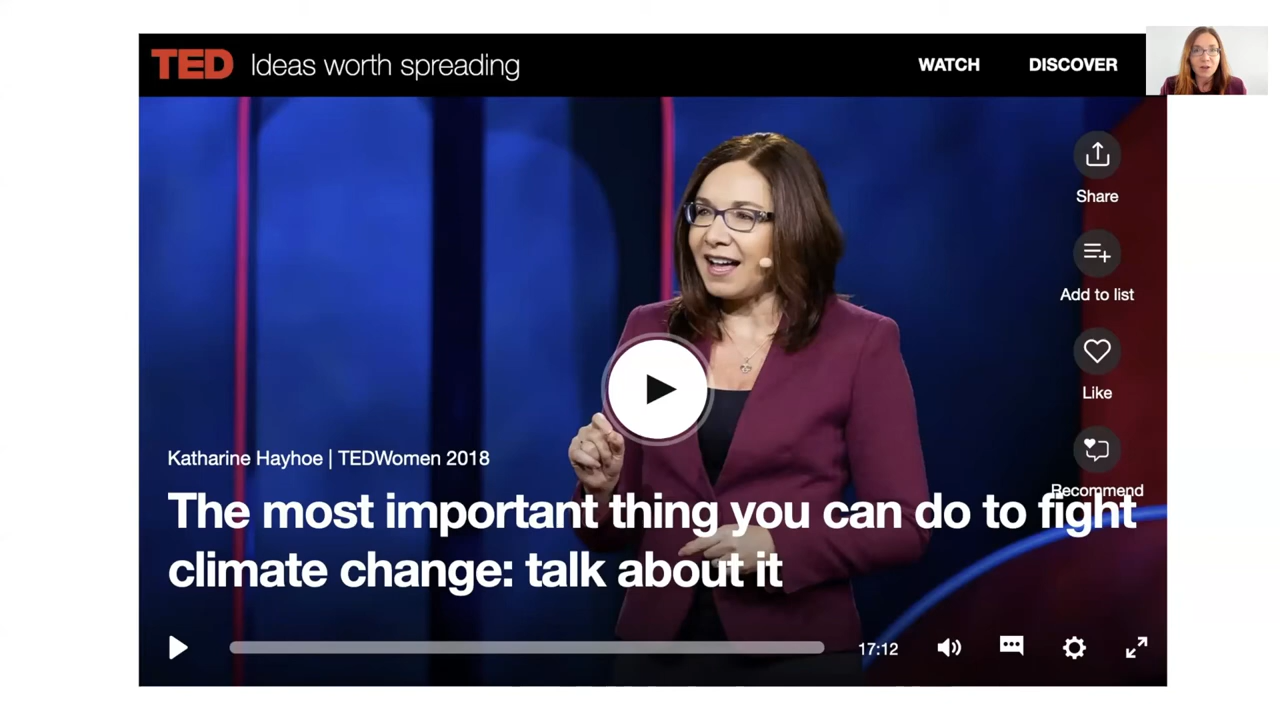 TED Ideas worth spreading
WATCH
DISCOVER
Share
Add to list
Like
Katharine Hayhoe | TEDWomen 2018
Recommend
The most important thing you can do to fight
climate change: talk about it
17:12